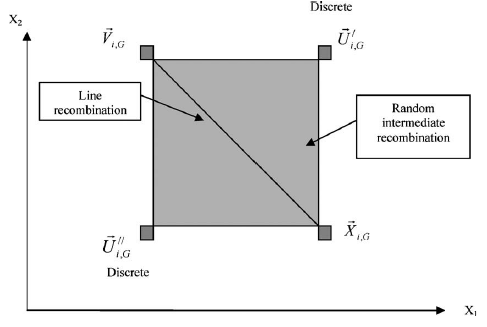 Discrete
X₂
V⃗ᵢ,G
U⃗′ᵢ,G
Line
recombination
Random
intermediate
recombination
U⃗″ᵢ,G
X⃗ᵢ,G
Discrete
X₁